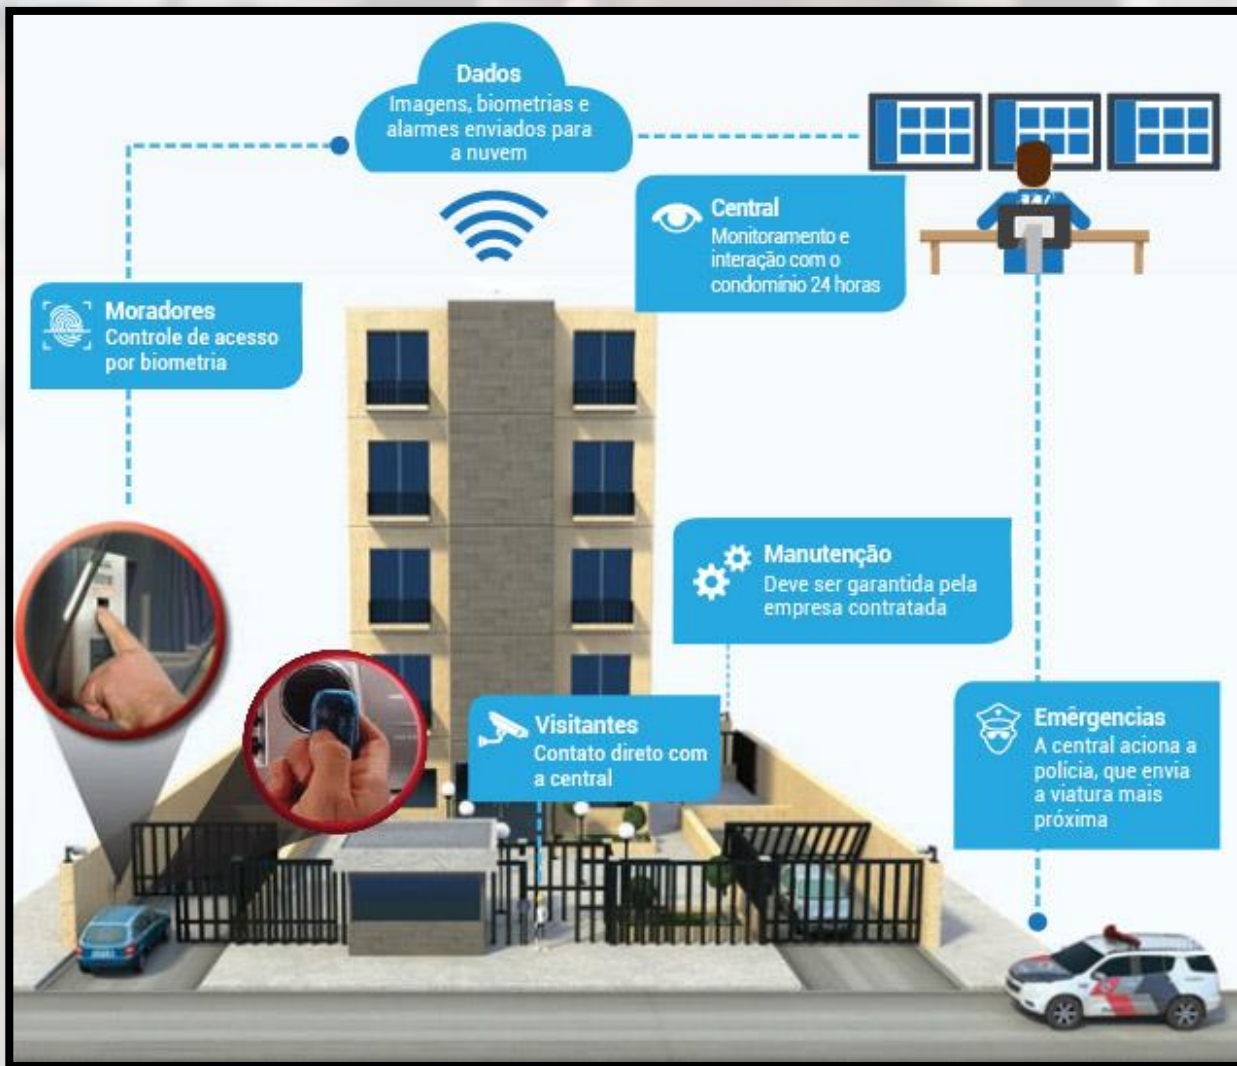 Dados
Imagens, biometrias e
alarmes enviados para
a nuvem
Central
Monitoramento e
interação com o
condomínio 24 horas
Moradores
Controle de acesso
por biometria
Manutenção
Deve ser garantida pela
empresa contratada
Visitantes
Contato direto com
a central
Emêrgencias
A central aciona a
polícia, que envia
a viatura mais
próxima